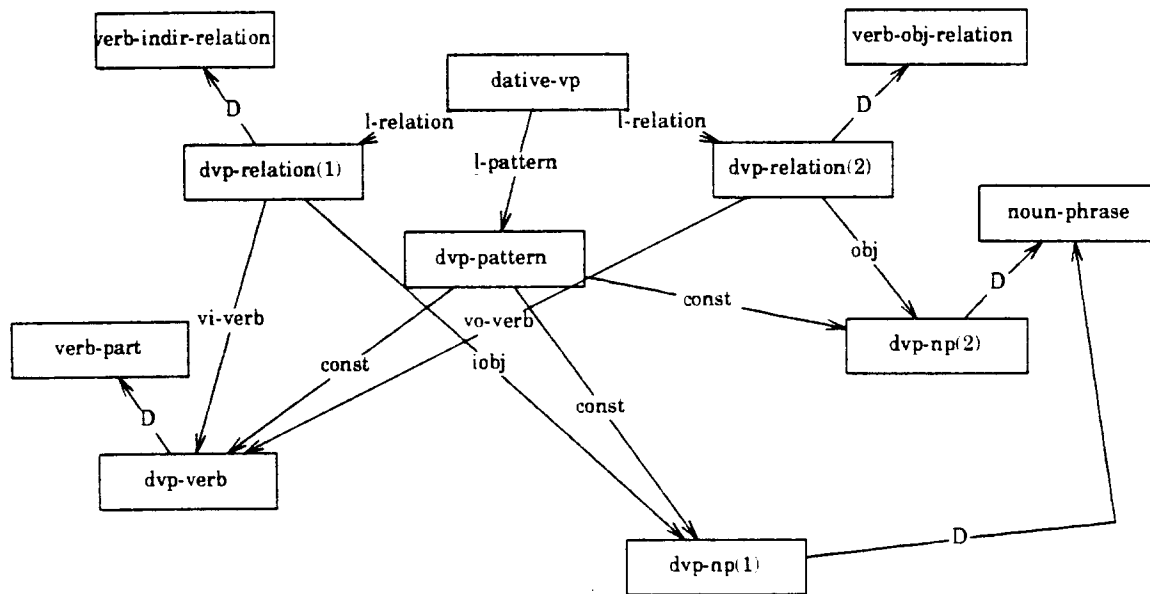 verb-indir-relation
verb-obj-relation
dative-vp
D
D
l-relation
l-relation
dvp-relation(1)
l-pattern
dvp-relation(2)
noun-phrase
dvp-pattern
obj
D
const
vi-verb
vo-verb
verb-part
dvp-np(2)
const
iobj
const
D
dvp-verb
D
dvp-np(1)